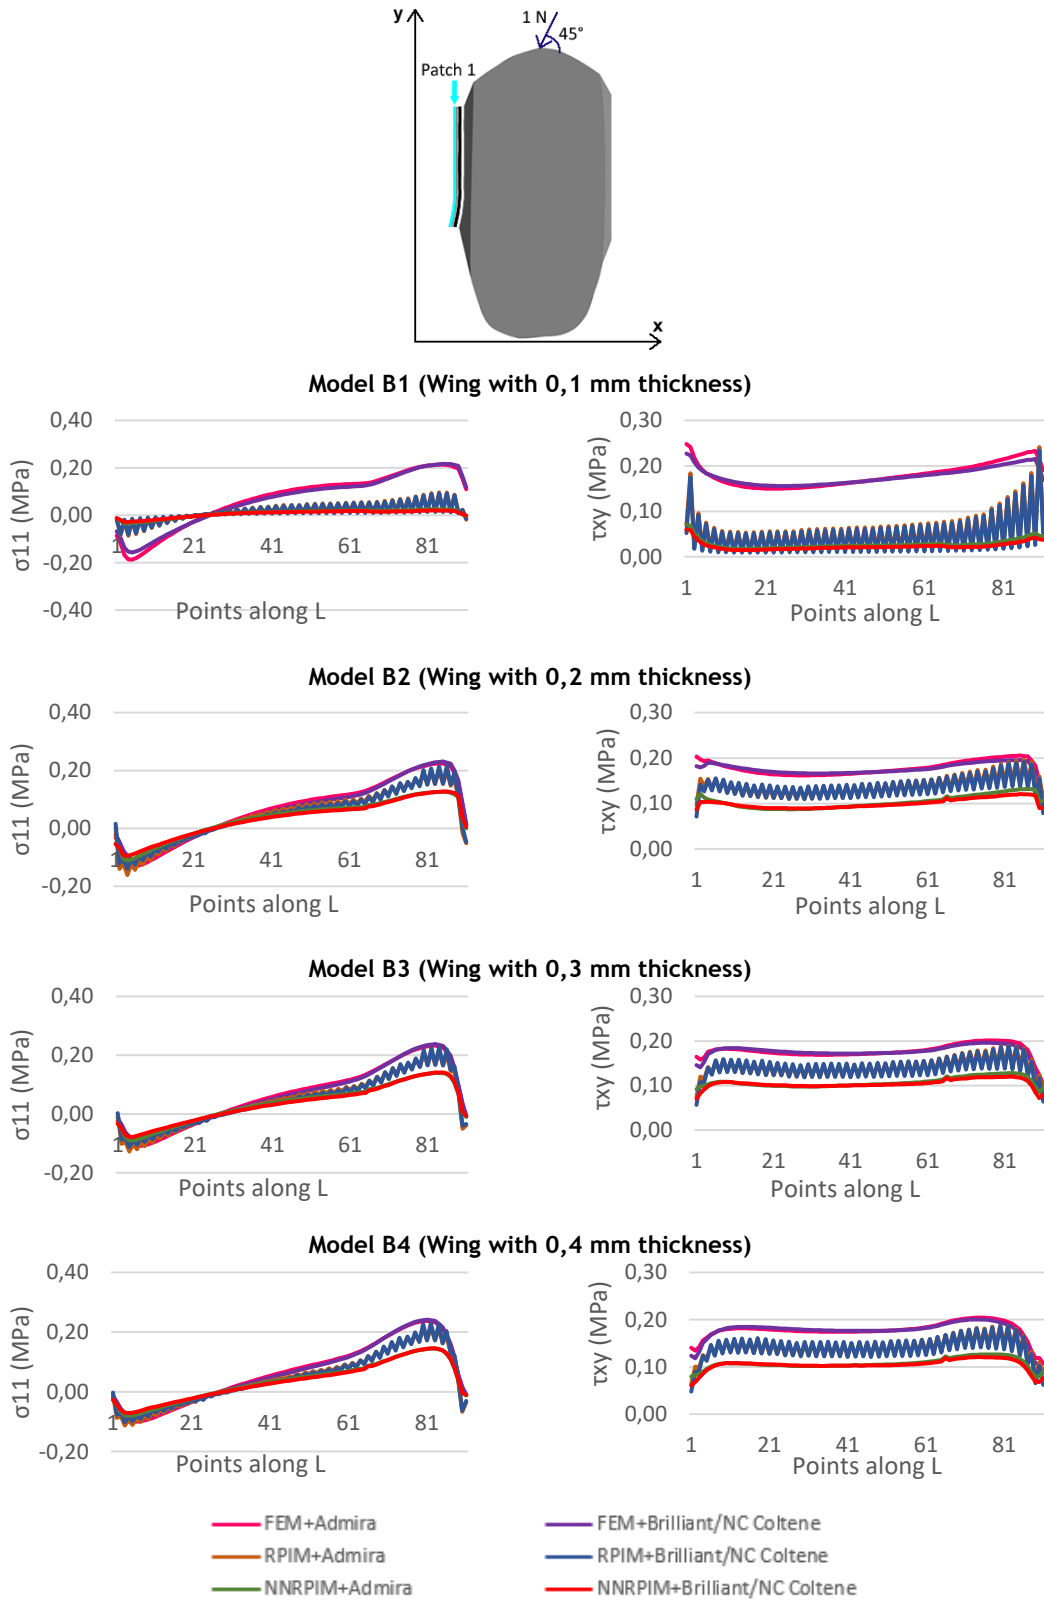 y
1 N
45°
Patch 1
x
Model B1 (Wing with 0,1 mm thickness)
0,40
0,20
0,00
-0,20
-0,40
σ11 (MPa)
1 21 41 61 81
Points along L
0,30
0,20
0,10
0,00
τxy (MPa)
1 21 41 61 81
Points along L
Model B2 (Wing with 0,2 mm thickness)
0,40
0,20
0,00
-0,20
σ11 (MPa)
1 21 41 61 81
Points along L
0,30
0,20
0,10
0,00
τxy (MPa)
1 21 41 61 81
Points along L
Model B3 (Wing with 0,3 mm thickness)
0,40
0,20
0,00
-0,20
σ11 (MPa)
1 21 41 61 81
Points along L
0,30
0,20
0,10
0,00
τxy (MPa)
1 21 41 61 81
Points along L
Model B4 (Wing with 0,4 mm thickness)
0,40
0,20
0,00
-0,20
σ11 (MPa)
1 21 41 61 81
Points along L
0,30
0,20
0,10
0,00
τxy (MPa)
1 21 41 61 81
Points along L
FEM+Admira
FEM+Brilliant/NC Coltene
RPIM+Admira
RPIM+Brilliant/NC Coltene
NNRPIM+Admira
NNRPIM+Brilliant/NC Coltene